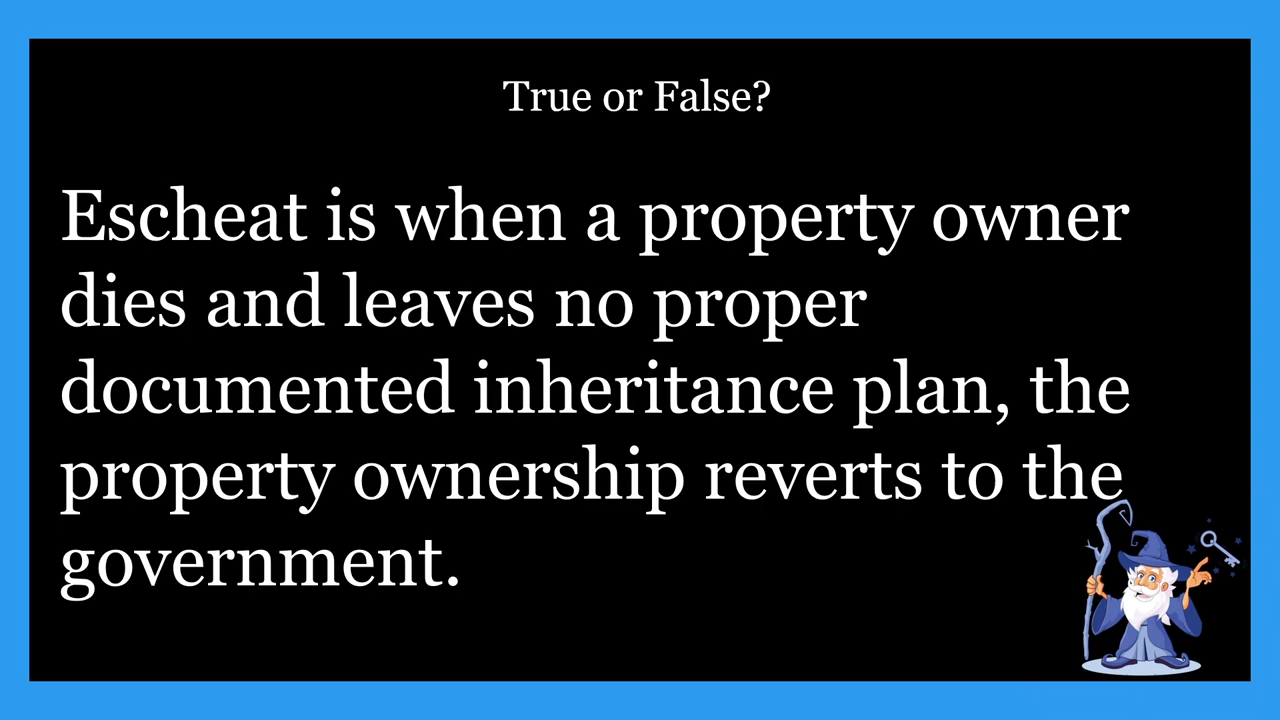 True or False?
Escheat is when a property owner
dies and leaves no proper
documented inheritance plan, the
property ownership reverts to the
government.